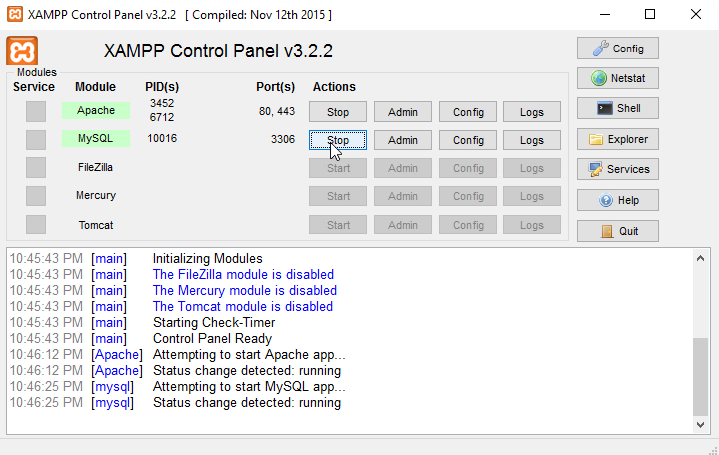 XAMPP Control Panel v3.2.2 [ Compiled: Nov 12th 2015 ]
XAMPP Control Panel v3.2.2
Config
Modules
Service Module PID(s) Port(s) Actions
Netstat
Apache 3452 6712 80, 443 Stop Admin Config Logs
Shell
MySQL 10016 3306 Stop Admin Config Logs
Explorer
FileZilla Start Admin Config Logs
Services
Mercury Start Admin Config Logs
Help
Tomcat Start Admin Config Logs
Quit
10:45:43 PM [main] Initializing Modules
10:45:43 PM [main] The FileZilla module is disabled
10:45:43 PM [main] The Mercury module is disabled
10:45:43 PM [main] The Tomcat module is disabled
10:45:43 PM [main] Starting Check-Timer
10:45:43 PM [main] Control Panel Ready
10:46:12 PM [Apache] Attempting to start Apache app...
10:46:12 PM [Apache] Status change detected: running
10:46:25 PM [mysql] Attempting to start MySQL app...
10:46:25 PM [mysql] Status change detected: running